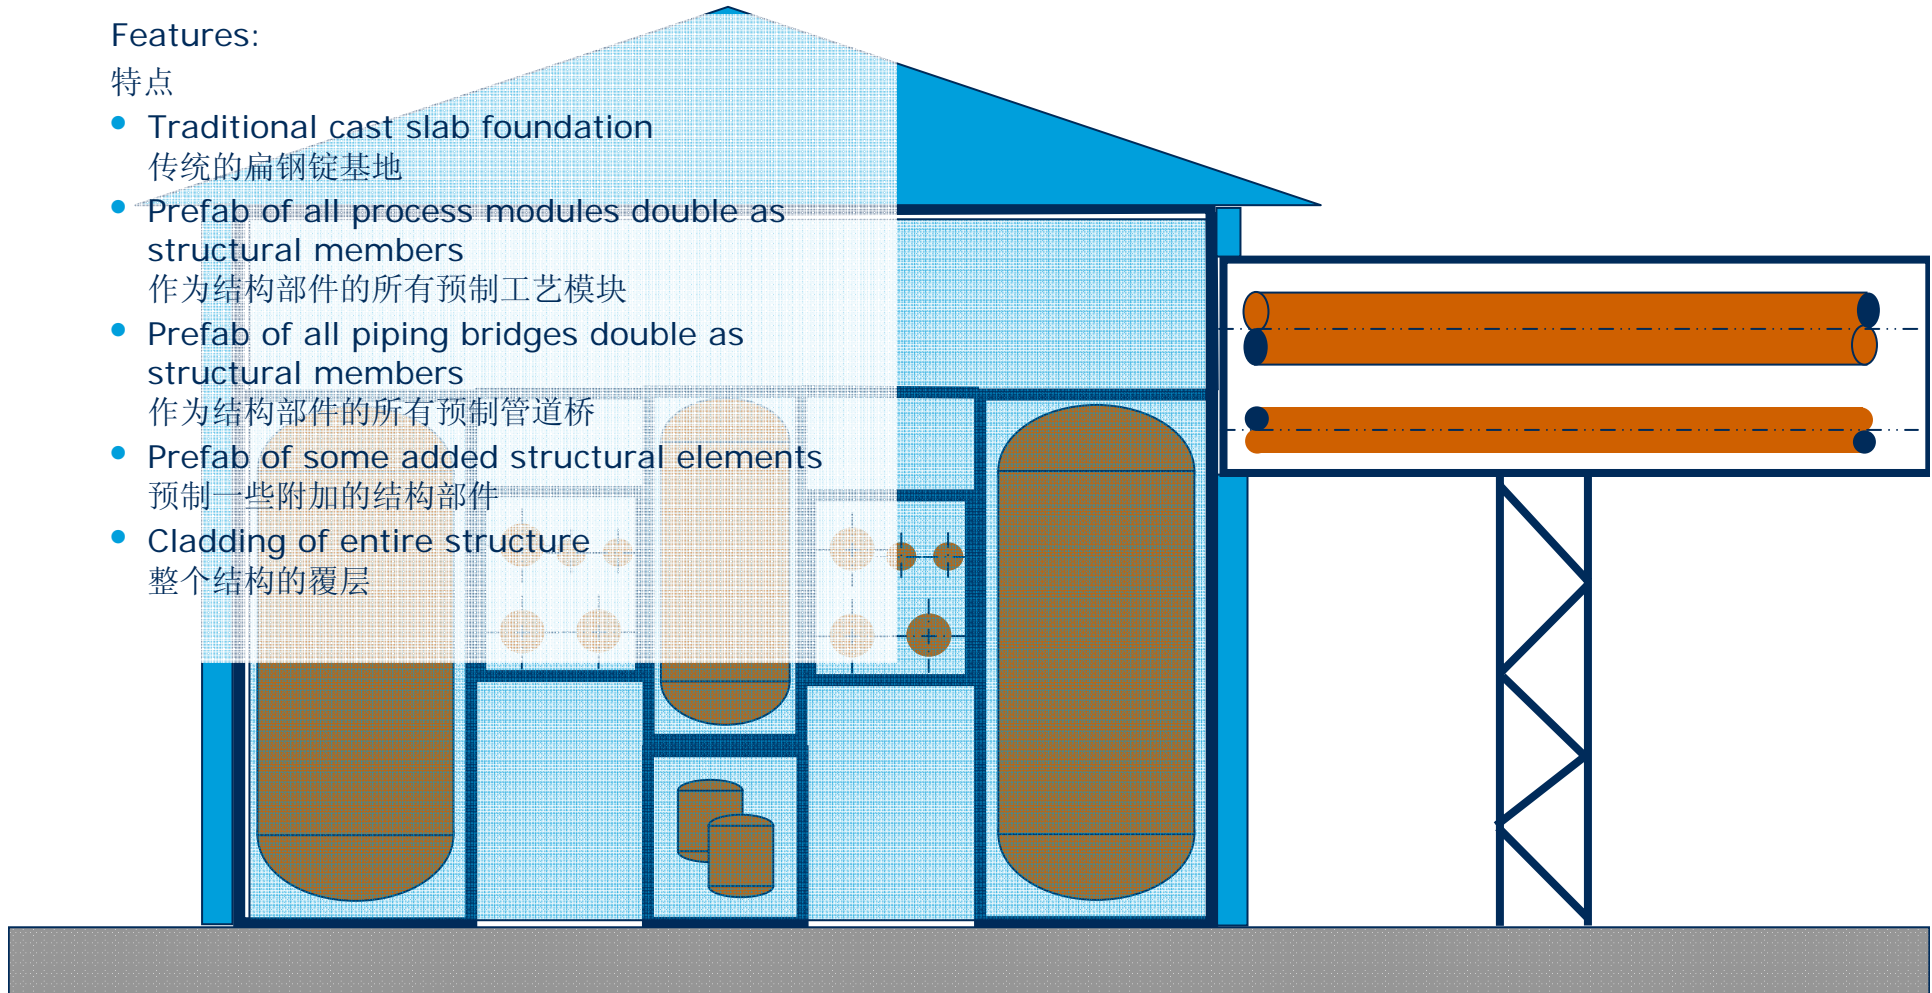 Features:
特点
• Traditional cast slab foundation
传统的扁钢锭基地
• Prefab of all process modules double as
structural members
作为结构部件的所有预制工艺模块
• Prefab of all piping bridges double as
structural members
作为结构部件的所有预制管道桥
• Prefab of some added structural elements
预制一些附加的结构部件
• Cladding of entire structure
整个结构的覆层